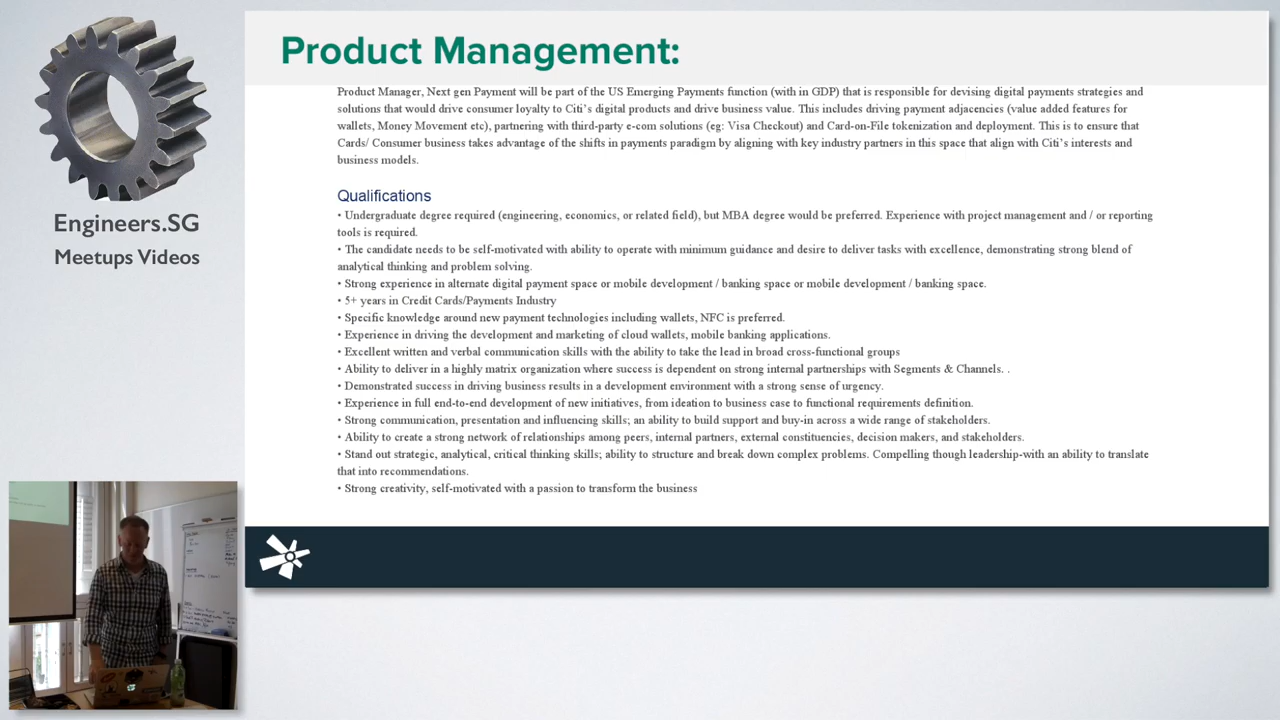 Product Management:
Product Manager, Next gen Payment will be part of the US Emerging Payments function (with in GDP) that is responsible for devising digital payments strategies and
solutions that would drive consumer loyalty to Citi's digital products and drive business value. This includes driving payment adjacencies (value added features for
wallets, Money Movement etc), partnering with third-party e-com solutions (eg: Visa Checkout) and Card-on-File tokenization and deployment. This is to ensure that
Cards/ Consumer business takes advantage of the shifts in payments paradigm by aligning with key industry partners in this space that align with Citi's interests and
business models.
Qualifications
• Undergraduate degree required (engineering, economics, or related field), but MBA degree would be preferred. Experience with project management and / or reporting
tools is required.
• The candidate needs to be self-motivated with ability to operate with minimum guidance and desire to deliver tasks with excellence, demonstrating strong blend of
analytical thinking and problem solving.
• Strong experience in alternate digital payment space or mobile development / banking space or mobile development / banking space.
• 5+ years in Credit Cards/Payments Industry
• Specific knowledge around new payment technologies including wallets, NFC is preferred.
• Experience in driving the development and marketing of cloud wallets, mobile banking applications.
• Excellent written and verbal communication skills with the ability to take the lead in broad cross-functional groups
• Ability to deliver in a highly matrix organization where success is dependent on strong internal partnerships with Segments & Channels. .
• Demonstrated success in driving business results in a development environment with a strong sense of urgency.
• Experience in full end-to-end development of new initiatives, from ideation to business case to functional requirements definition.
• Strong communication, presentation and influencing skills; an ability to build support and buy-in across a wide range of stakeholders.
• Ability to create a strong network of relationships among peers, internal partners, external constituencies, decision makers, and stakeholders.
• Stand out strategic, analytical, critical thinking skills; ability to structure and break down complex problems. Compelling though leadership-with an ability to translate
that into recommendations.
• Strong creativity, self-motivated with a passion to transform the business
Engineers.SG
Meetups Videos